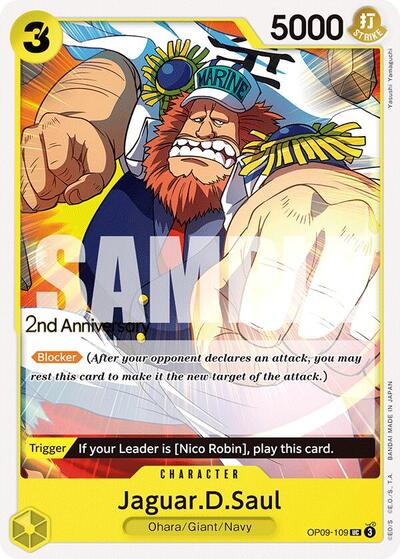 3
5000
打
STRIKE
Yasushi Yamaguchi
MARINE
SAMPLE
2nd Anniversary
Blocker (After your opponent declares an attack, you may
rest this card to make it the new target of the attack.)
Trigger If your Leader is [Nico Robin], play this card.
CHARACTER
Jaguar.D.Saul
Ohara/Giant/Navy
OP09-109 UC 3
©E.O./S., T.A. BANDAI MADE IN JAPAN